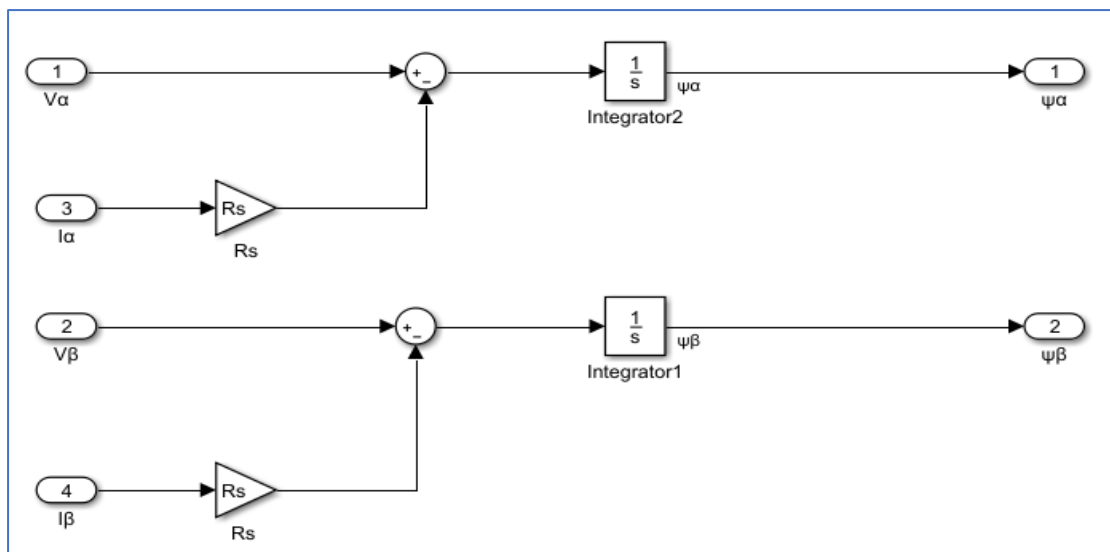 1
Vα
+
−
1
s
ψα
Integrator2
1
ψα
3
Iα
Rs
Rs
2
Vβ
+
−
1
s
ψβ
Integrator1
2
ψβ
4
Iβ
Rs
Rs